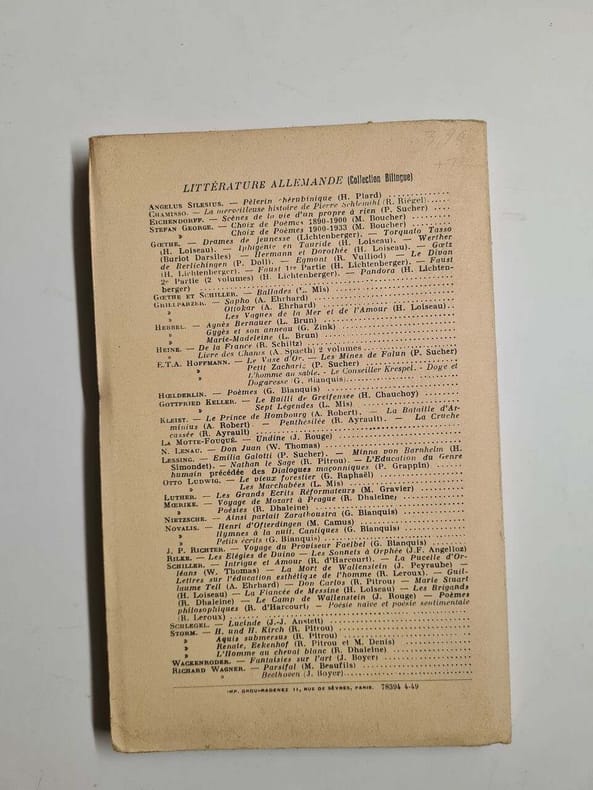 LITTÉRATURE ALLEMANDE (Collection Bilingue)
ANGELUS SILESIUS. — Pèlerin chérubinique (H. Plard)
CHAMISSO. — La merveilleuse histoire de Pierre Schlemihl (R. Riégel)
EICHENDORFF. — Scènes de la vie d'un propre à rien (P. Sucher)
STEFAN GEORGE. — Choix de Poèmes 1890-1900 (M. Boucher)
» Choix de Poèmes 1900-1933 (M. Boucher)
GŒTHE. — Drames de jeunesse (Lichtenberger). — Torquato Tasso
(H. Loiseau). — Iphigénie en Tauride (H. Loiseau). — Werther
(Buriot Darsiles) — Hermann et Dorothée (H. Loiseau). — Gœtz
de Berlichingen (P. Doll). — Egmont (R. Vulliod) — Le Divan
(H. Lichtenberger). — Faust 1re Partie (H. Lichtenberger). — Faust
2e Partie (2 volumes) (H. Lichtenberger). — Pandora (H. Lichten-
berger)
GŒTHE ET SCHILLER. — Ballades (L. Mis)
GRILLPARZER. — Sapho (A. Ehrhard)
» Ottokar (A. Ehrhard)
» Les Vagues de la Mer et de l'Amour (H. Loiseau)
HEBBEL. — Agnès Bernauer (L. Brun)
» Gygès et son anneau (G. Zink)
» Marie-Madeleine (L. Brun)
HEINE. — De la France (R. Schiltz)
» Livre des Chants (A. Spaeth) 2 volumes
E.T.A. HOFFMANN. — Le Vase d'Or. — Les Mines de Falun (P. Sucher)
» Petit Zacharie (P. Sucher)
» L'homme au sable. - Le Conseiller Krespel. - Doge et
Dogaresse (G. Bianquis)
HŒLDERLIN. — Poèmes (G. Bianquis)
GOTTFRIED KELLER. — Le Bailli de Greifensee (H. Chauchoy)
» Sept Légendes (L. Mis)
KLEIST. — Le Prince de Hombourg (A. Robert). — La Bataille d'Ar-
minius (A. Robert) — Penthésilée (R. Ayrault). — La Cruche
cassée (R. Ayrault)
LA MOTTE-FOUQUÉ. — Undine (J. Rouge)
N. LENAU. — Don Juan (W. Thomas)
LESSING. — Emilia Galotti (P. Sucher). — Minna von Barnhelm (H.
Simondet). - Nathan le Sage (R. Pitrou). — L'Education du Genre
humain précédée des Dialogues maçonniques (P. Grappin)
OTTO LUDWIG. — Le vieux forestier (G. Raphaël)
» Les Macchabées (L. Mis)
LUTHER. — Les Grands Ecrits Réformateurs (M. Gravier)
MŒRIKE. — Voyage de Mozart à Prague (R. Dhaleine)
» Poésies (R. Dhaleine)
NIETZSCHE. — Ainsi parlait Zarathoustra (G. Bianquis)
NOVALIS. — Henri d'Ofterdingen (M. Camus)
» Hymnes à la nuit. Cantiques (G. Bianquis)
» Petits écrits (G. Bianquis)
J. P. RICHTER. — Voyage du Proviseur Faelbel (G. Bianquis)
RILKE. — Les Elégies de Duino — Les Sonnets à Orphée (J.F. Angelloz)
SCHILLER. — Intrigue et Amour (R. d'Harcourt). — La Pucelle d'Or-
léans (W. Thomas) — La Mort de Wallenstein (J. Peyraube) —
Lettres sur l'éducation esthétique de l'homme (R. Leroux). — Guil-
laume Tell (A. Ehrard) — Don Carlos (R. Pitrou) — Marie Stuart
(H. Loiseau) — La Fiancée de Messine (H. Loiseau) — Les Brigands
(R. Dhaleine) — Le Camp de Wallenstein (J. Rouge) — Poèmes
philosophiques (R. d'Harcourt) - Poésie naïve et poésie sentimentale
(R. Leroux)
SCHLEGEL. — Lucinde (J.-J. Anstett)
STORM. — H. und H. Kirch (R. Pitrou)
» Aquis submersus (R. Pitrou)
» Renate, Eekenhof (R. Pitrou et M. Denis)
» L'Homme au cheval blanc (R. Dhaleine)
WACKENRODER. — Fantaisies sur l'art (J. Boyer)
RICHARD WAGNER. — Parsifal (M. Beaufils)
» Beethoven (J. Boyer)
IMP. GROU-RADENEZ 11, RUE DE SÈVRES, PARIS. 78394 4-49